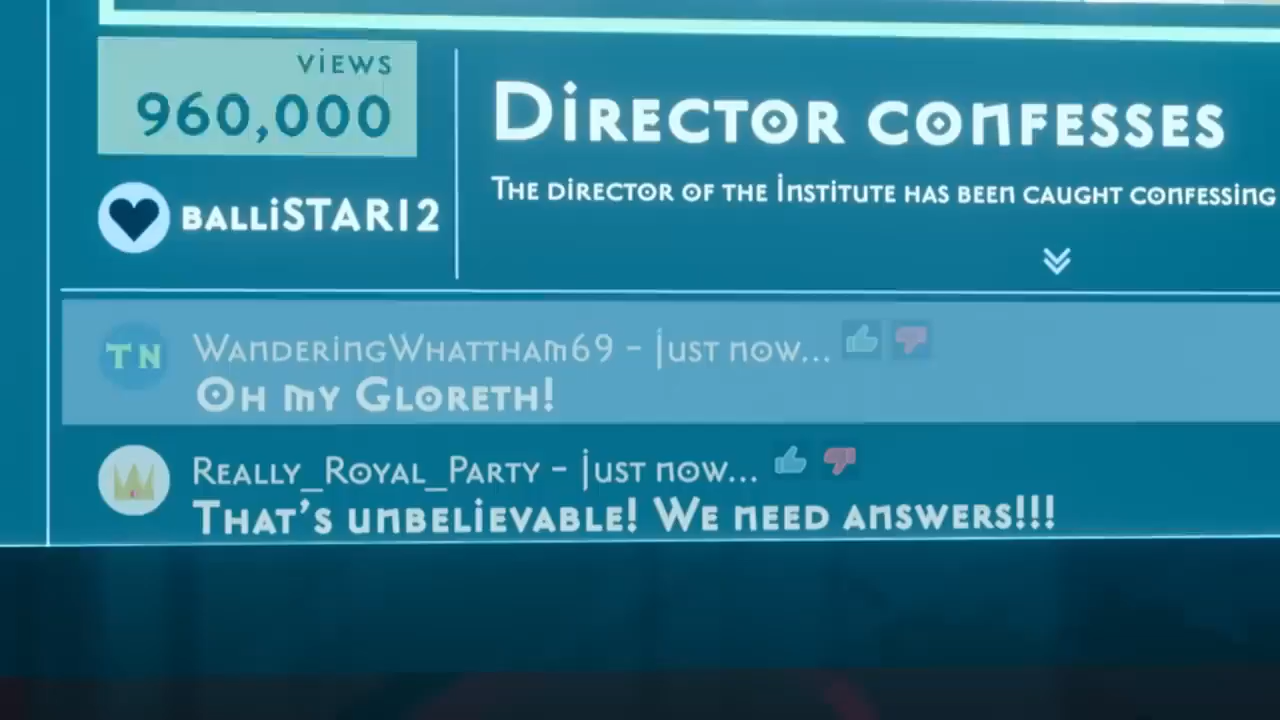 Views
960,000
balliSTAR12
Director confesses
The director of the Institute has been caught confessing
TN
WanderingWhattham69 - just now...
Oh my Gloreth!
Really_Royal_Party - just now...
That's unbelievable! We need answers!!!